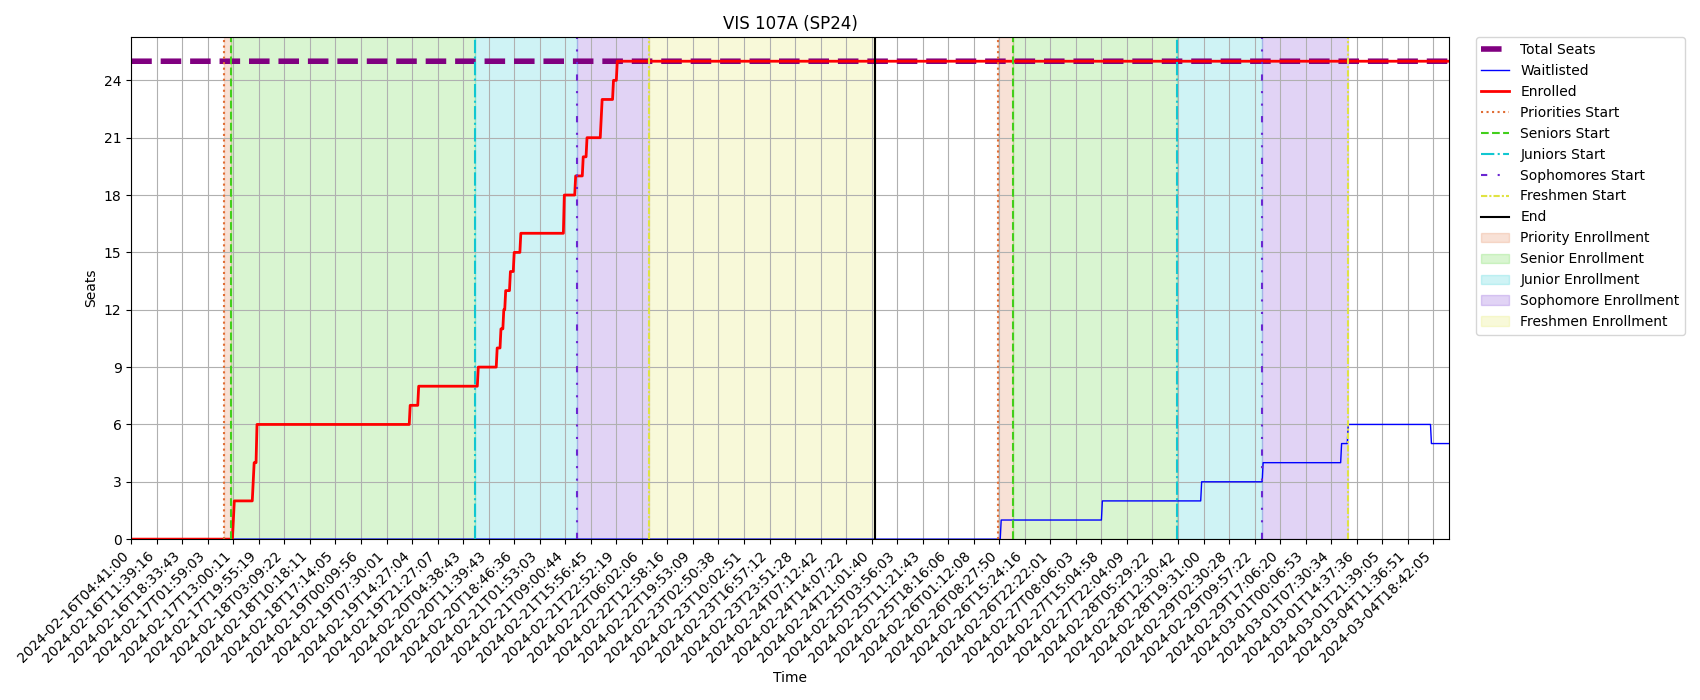 VIS 107A (SP24)
Seats
24
21
18
15
12
9
6
3
0
2024-02-16T04:41:00
2024-02-16T11:39:16
2024-02-16T18:33:43
2024-02-17T01:59:03
2024-02-17T13:00:11
2024-02-17T19:55:19
2024-02-18T03:09:22
2024-02-18T10:18:11
2024-02-18T17:14:05
2024-02-19T00:09:56
2024-02-19T07:30:01
2024-02-19T14:27:04
2024-02-19T21:27:07
2024-02-20T04:38:43
2024-02-20T11:39:43
2024-02-20T18:46:36
2024-02-21T01:53:03
2024-02-21T09:00:44
2024-02-21T15:56:45
2024-02-21T22:52:19
2024-02-22T06:02:06
2024-02-22T12:58:16
2024-02-22T19:53:09
2024-02-23T02:50:38
2024-02-23T10:02:51
2024-02-23T16:57:12
2024-02-23T23:51:28
2024-02-24T07:12:42
2024-02-24T14:07:22
2024-02-24T21:01:40
2024-02-25T03:56:03
2024-02-25T11:21:43
2024-02-25T18:16:06
2024-02-26T01:12:08
2024-02-26T08:27:50
2024-02-26T15:24:16
2024-02-26T22:22:01
2024-02-27T08:06:03
2024-02-27T15:04:58
2024-02-27T22:04:09
2024-02-28T05:29:22
2024-02-28T12:30:42
2024-02-28T19:31:00
2024-02-29T02:30:28
2024-02-29T09:57:22
2024-02-29T17:06:20
2024-03-01T00:06:53
2024-03-01T07:30:34
2024-03-01T14:37:36
2024-03-01T21:39:05
2024-03-04T11:36:51
2024-03-04T18:42:05
Time
Total Seats
Waitlisted
Enrolled
Priorities Start
Seniors Start
Juniors Start
Sophomores Start
Freshmen Start
End
Priority Enrollment
Senior Enrollment
Junior Enrollment
Sophomore Enrollment
Freshmen Enrollment